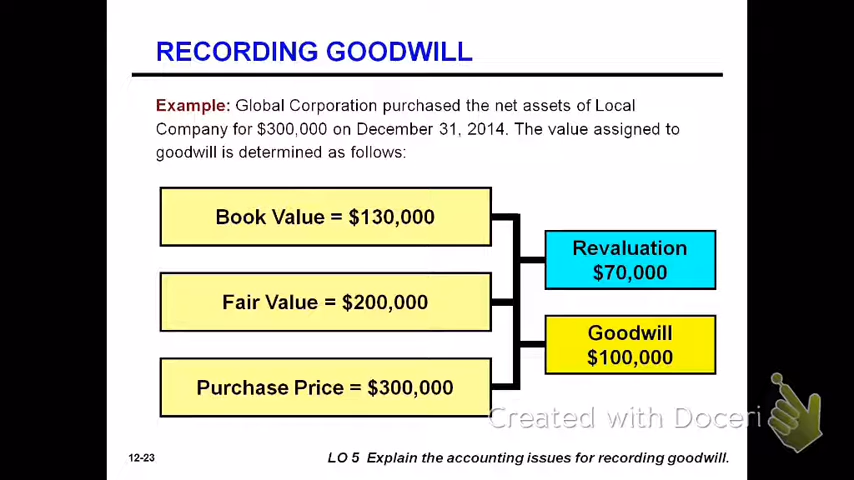 RECORDING GOODWILL
Example: Global Corporation purchased the net assets of Local
Company for $300,000 on December 31, 2014. The value assigned to
goodwill is determined as follows:
Book Value = $130,000
Revaluation
$70,000
Fair Value = $200,000
Goodwill
$100,000
Purchase Price = $300,000
Created with Doceri
12-23
LO 5 Explain the accounting issues for recording goodwill.